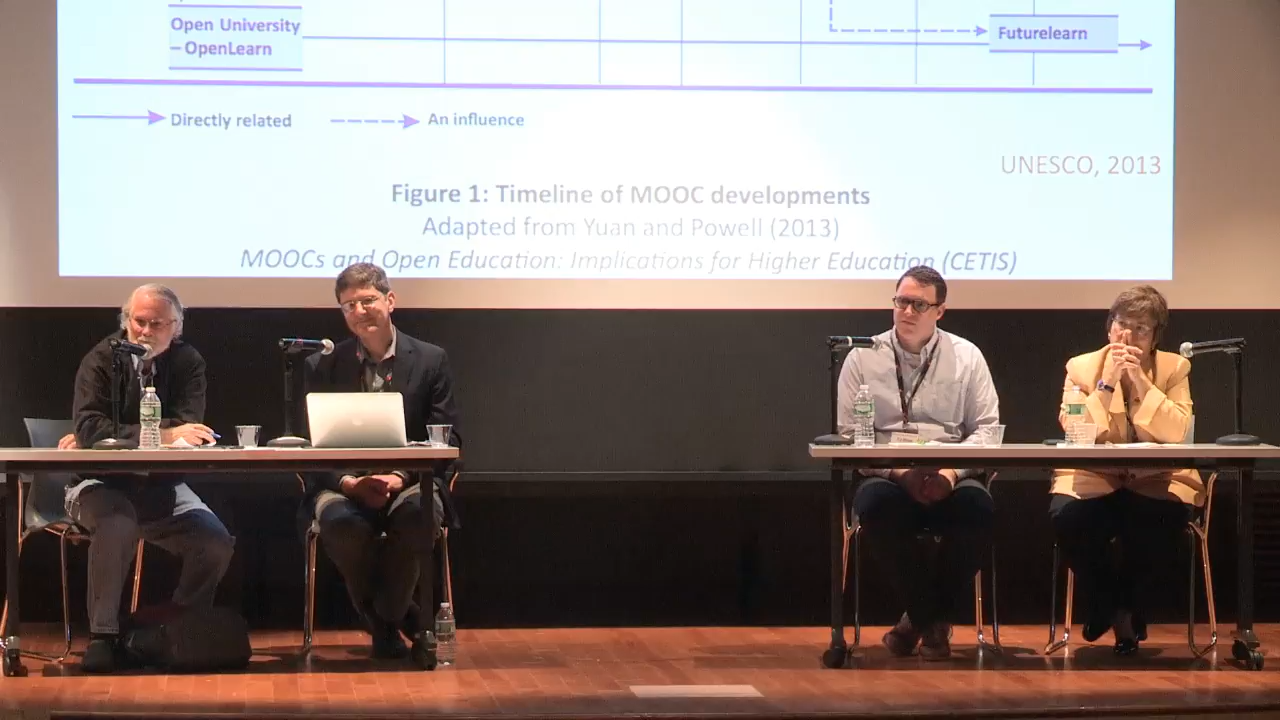 Open University
– OpenLearn
Futurelearn
Directly related
An influence
UNESCO, 2013
Figure 1: Timeline of MOOC developments
Adapted from Yuan and Powell (2013)
MOOCs and Open Education: Implications for Higher Education (CETIS)